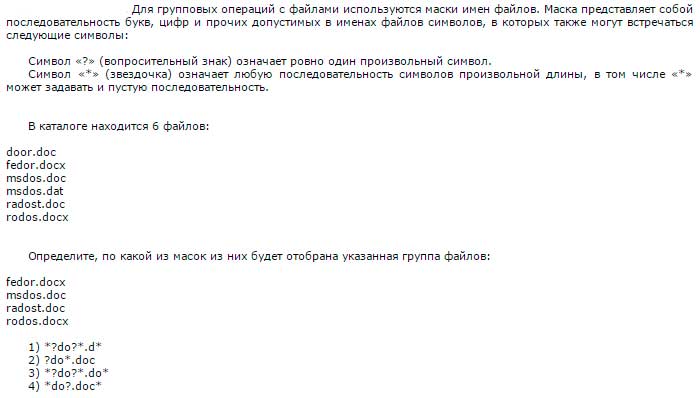 Для групповых операций с файлами используются маски имен файлов. Маска представляет собой
последовательность букв, цифр и прочих допустимых в именах файлов символов, в которых также могут встречаться
следующие символы:
Символ «?» (вопросительный знак) означает ровно один произвольный символ.
Символ «*» (звездочка) означает любую последовательность символов произвольной длины, в том числе «*»
может задавать и пустую последовательность.
В каталоге находится 6 файлов:
door.doc
fedor.docx
msdos.doc
msdos.dat
radost.doc
rodos.docx
Определите, по какой из масок из них будет отобрана указанная группа файлов:
fedor.docx
msdos.doc
radost.doc
rodos.docx
1) *?do?*.d*
2) ?do*.doc
3) *?do?*.do*
4) *do?.doc*